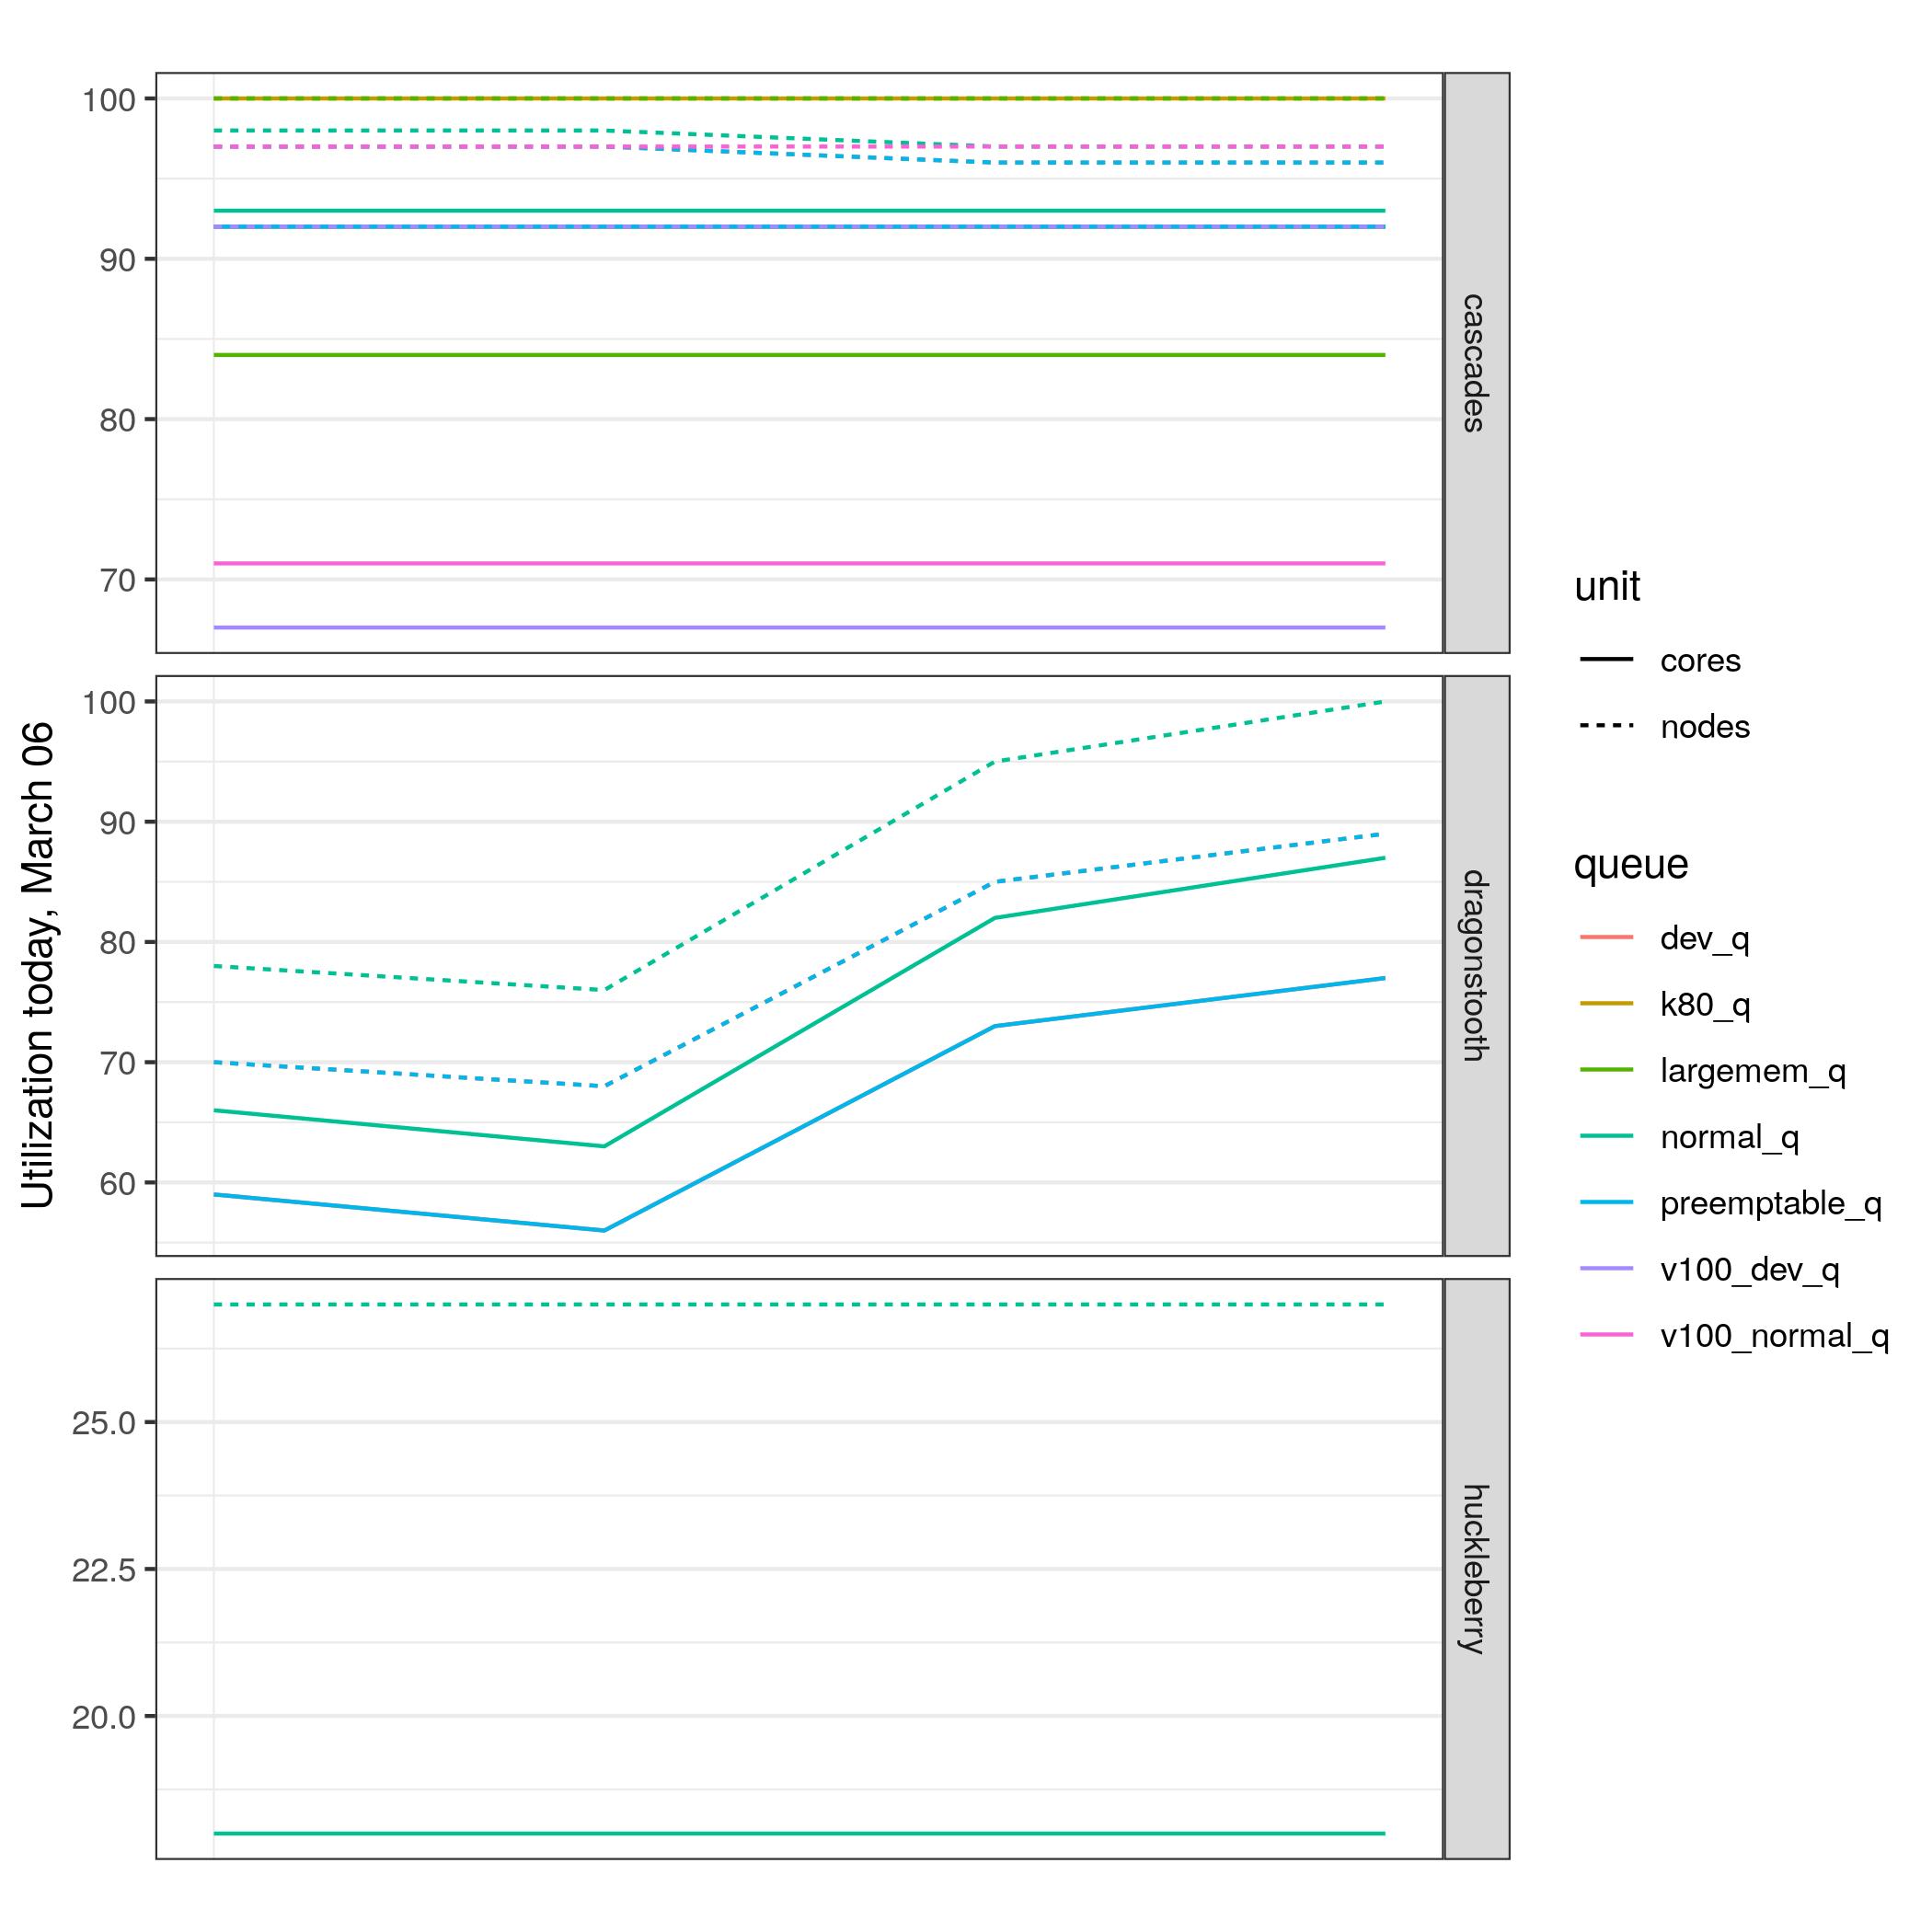 Utilization today, March 06
100
90
80
70
cascades
100
90
80
70
60
dragonstooth
25.0
22.5
20.0
huckleberry
unit
cores
nodes
queue
dev_q
k80_q
largemem_q
normal_q
preemptable_q
v100_dev_q
v100_normal_q